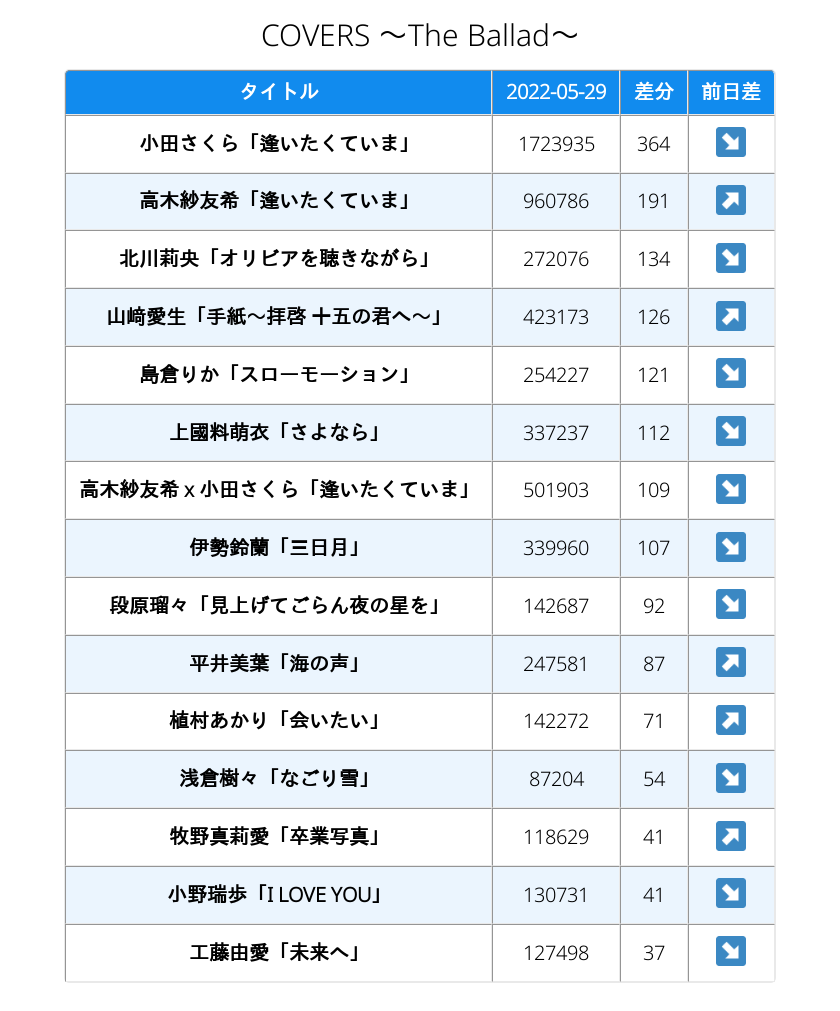 COVERS 〜The Ballad〜
タイトル 2022-05-29 差分 前日差
小田さくら「逢いたくていま」 1723935 364 ↘
高木紗友希「逢いたくていま」 960786 191 ↗
北川莉央「オリビアを聴きながら」 272076 134 ↘
山﨑愛生「手紙〜拝啓 十五の君へ〜」 423173 126 ↗
島倉りか「スローモーション」 254227 121 ↘
上國料萌衣「さよなら」 337237 112 ↘
高木紗友希 x 小田さくら「逢いたくていま」 501903 109 ↘
伊勢鈴蘭「三日月」 339960 107 ↘
段原瑠々「見上げてごらん夜の星を」 142687 92 ↘
平井美葉「海の声」 247581 87 ↗
植村あかり「会いたい」 142272 71 ↗
浅倉樹々「なごり雪」 87204 54 ↘
牧野真莉愛「卒業写真」 118629 41 ↗
小野瑞歩「I LOVE YOU」 130731 41 ↘
工藤由愛「未来へ」 127498 37 ↘